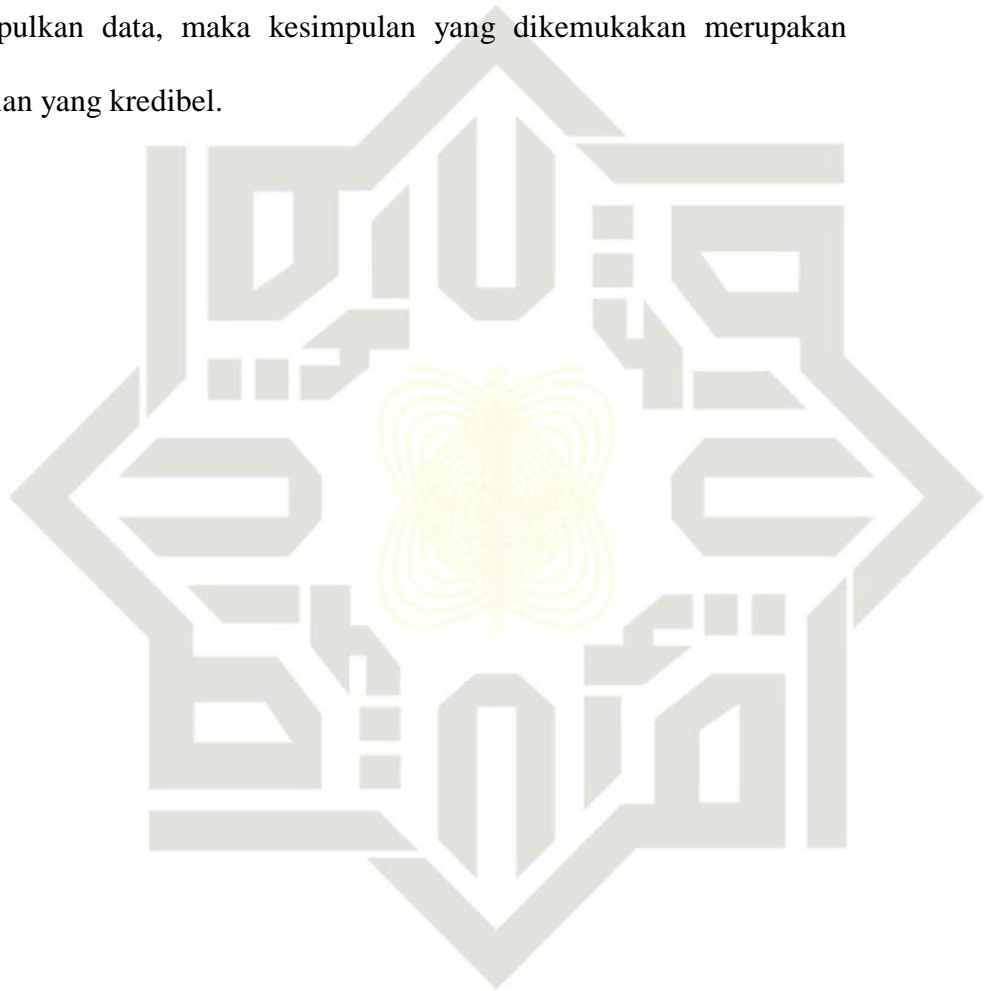 pulkan data, maka kesimpulan yang dikemukakan merupakan
an yang kredibel.